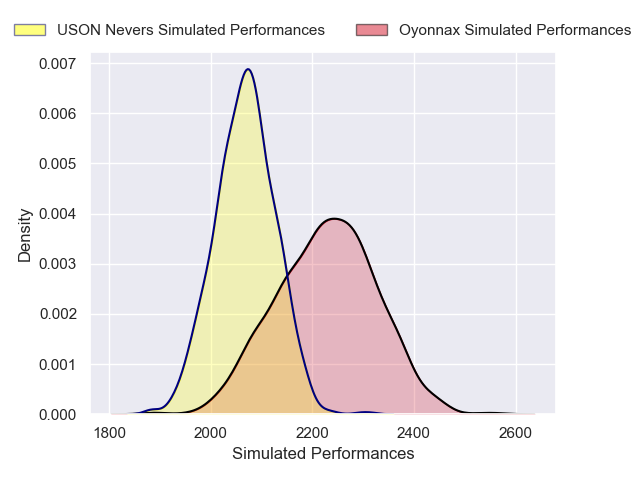 USON Nevers Simulated Performances Oyonnax Simulated Performances
0.007
0.006
0.005
0.004
0.003
0.002
0.001
0.000
Density
1800 2000 2200 2400 2600
Simulated Performances